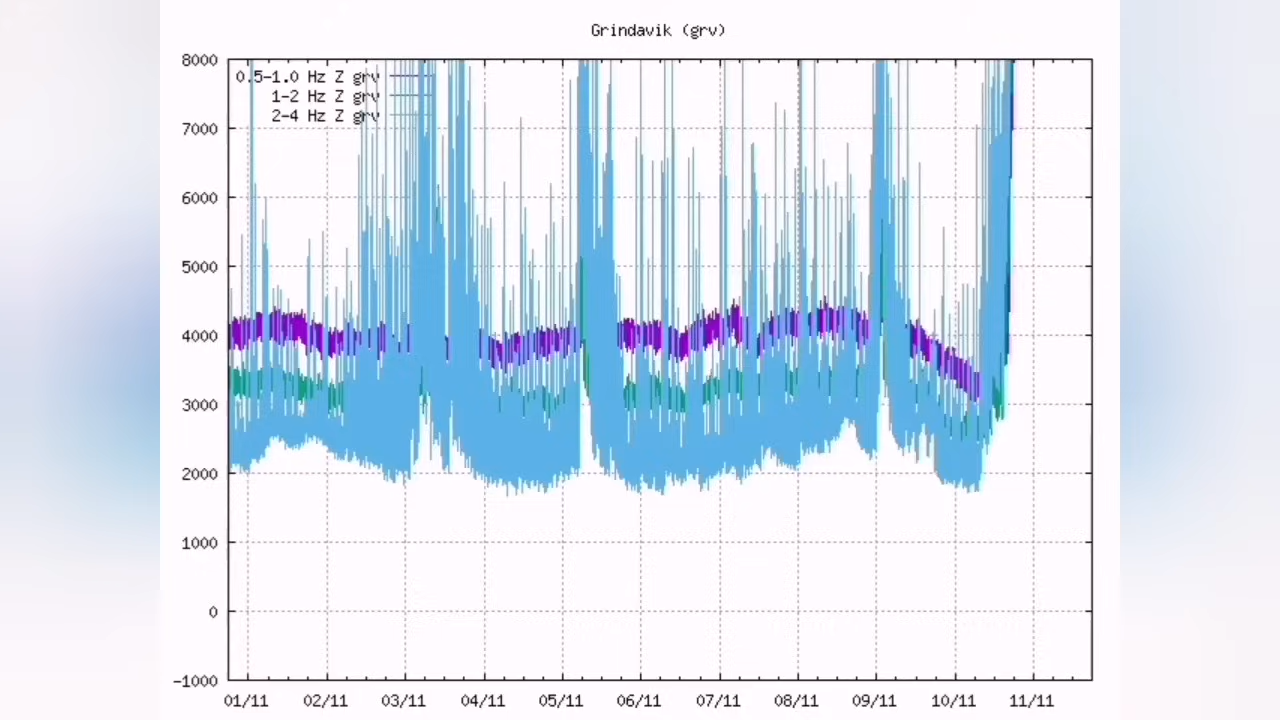 Grindavik (grv)
8000
0.5-1.0 Hz Z grv
1-2 Hz Z grv
2-4 Hz Z grv
7000
6000
5000
4000
3000
2000
1000
0
-1000
01/11 02/11 03/11 04/11 05/11 06/11 07/11 08/11 09/11 10/11 11/11